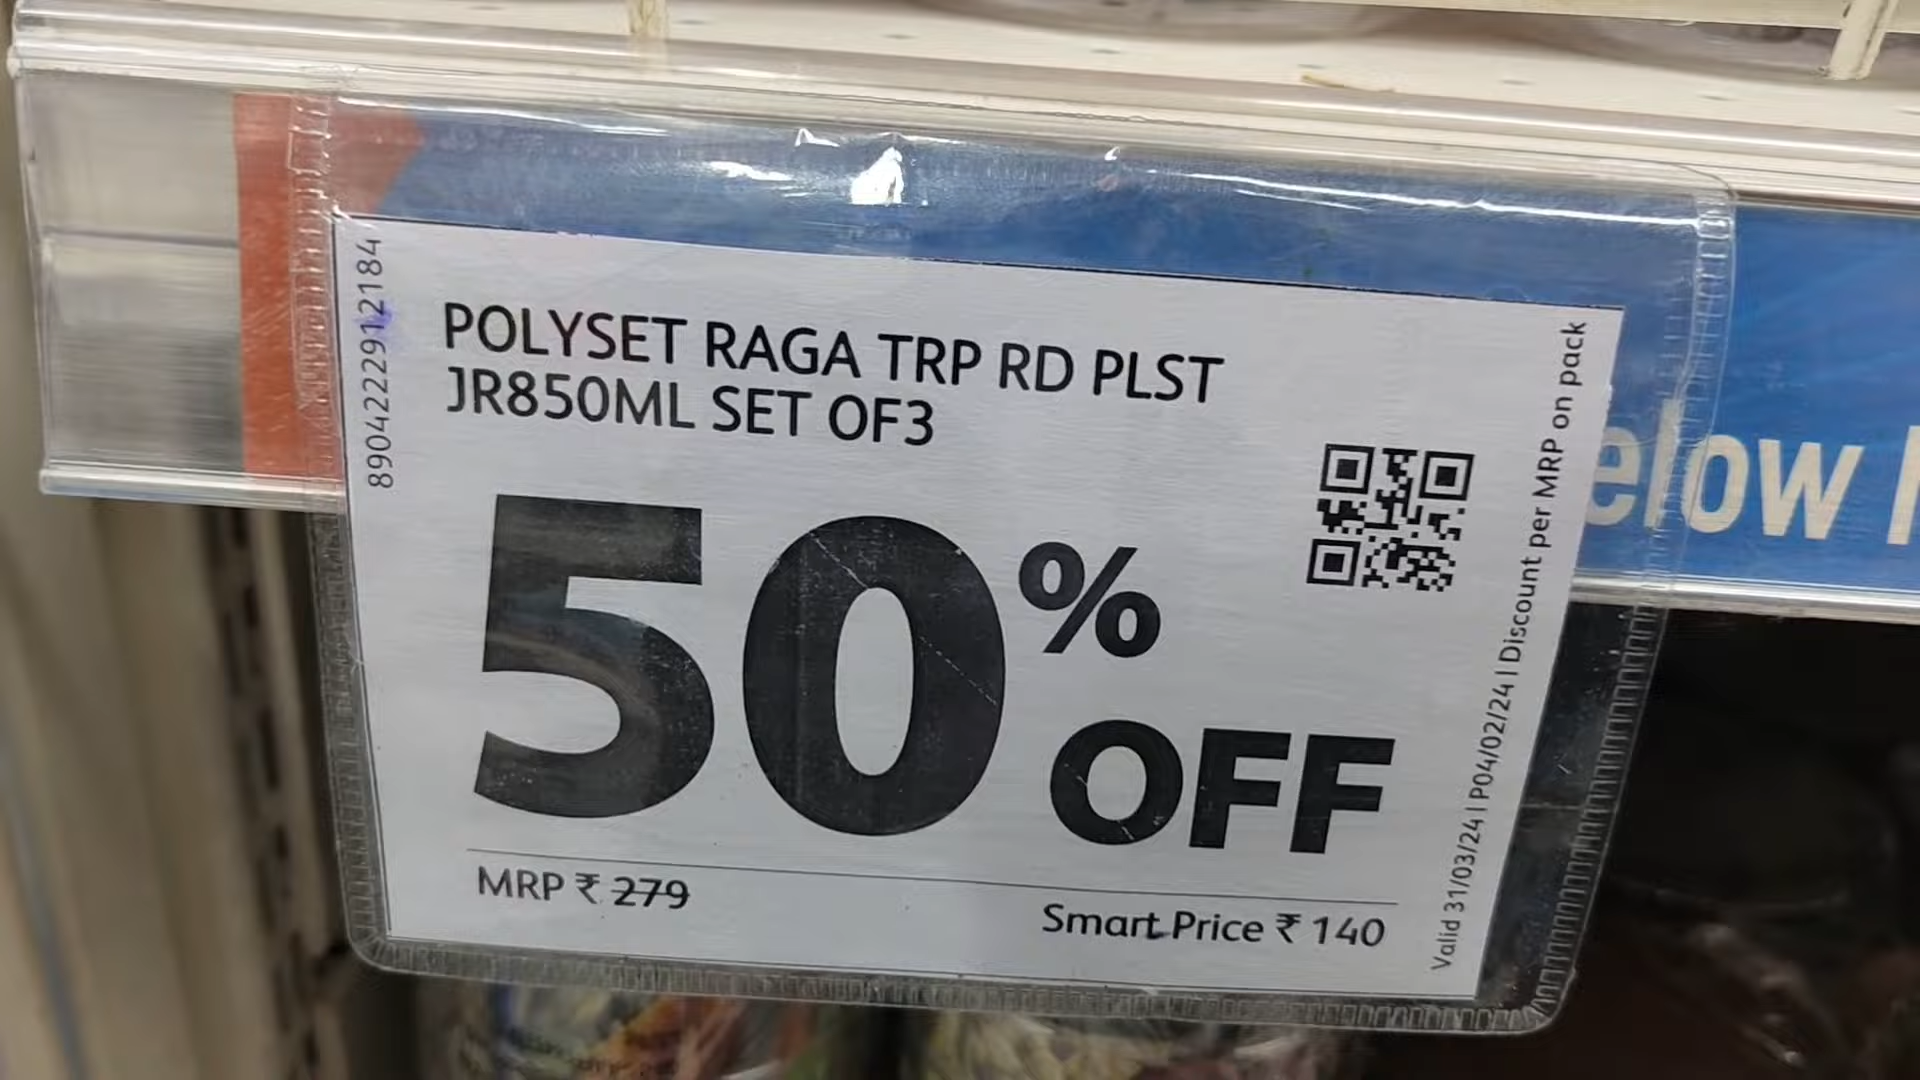 8904222912184
POLYSET RAGA TRP RD PLST
JR850ML SET OF3
50% OFF
MRP ₹ 279
Smart Price ₹ 140
Valid 31/03/24 | P04/02/24 | Discount per MRP on pack
elow